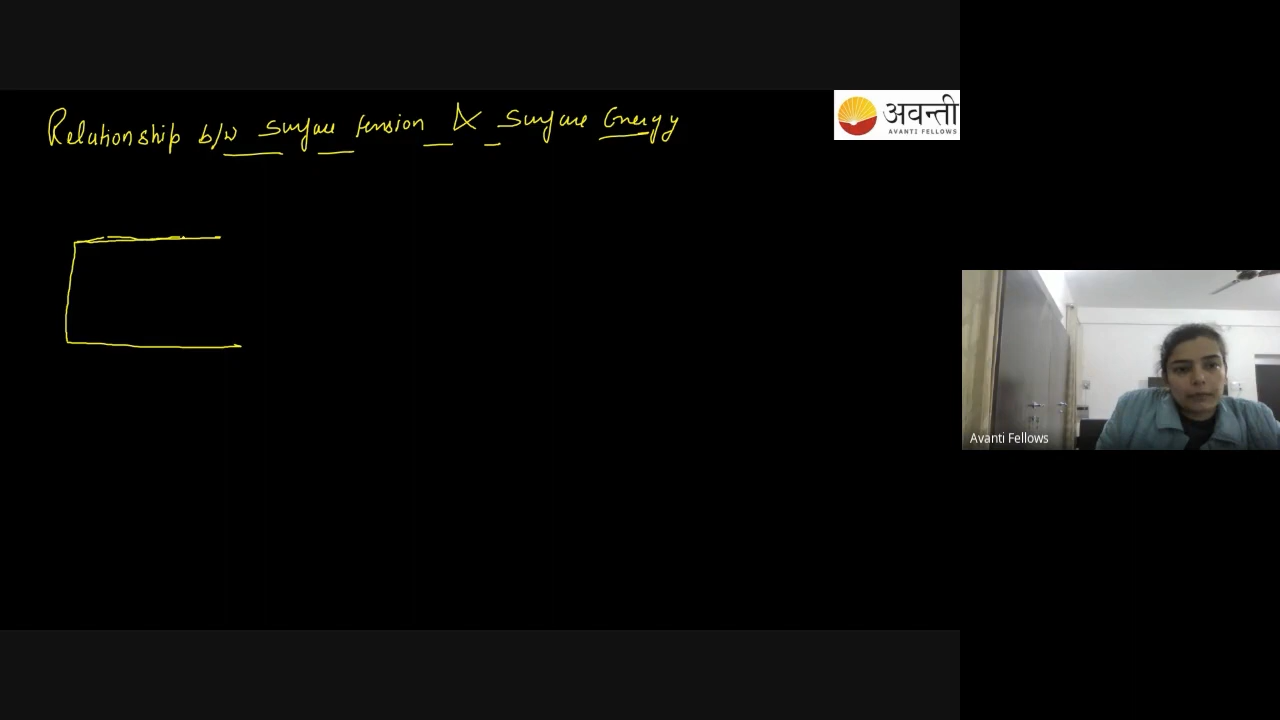 Relationship b/w Surface tension & Surface Energy
अवन्ती
AVANTI FELLOWS
Avanti Fellows